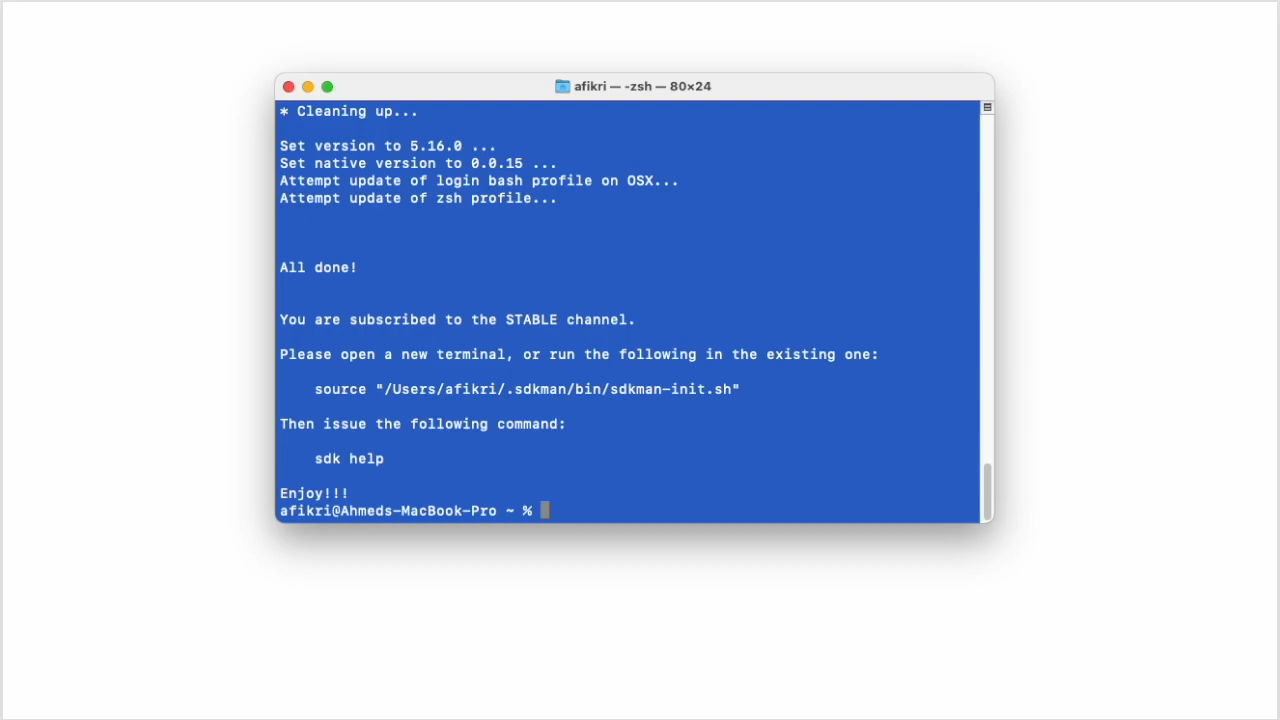 afikri — -zsh — 80×24
* Cleaning up...
Set version to 5.16.0 ...
Set native version to 0.0.15 ...
Attempt update of login bash profile on OSX...
Attempt update of zsh profile...
All done!
You are subscribed to the STABLE channel.
Please open a new terminal, or run the following in the existing one:
source "/Users/afikri/.sdkman/bin/sdkman-init.sh"
Then issue the following command:
sdk help
Enjoy!!!
afikri@Ahmeds-MacBook-Pro ~ %